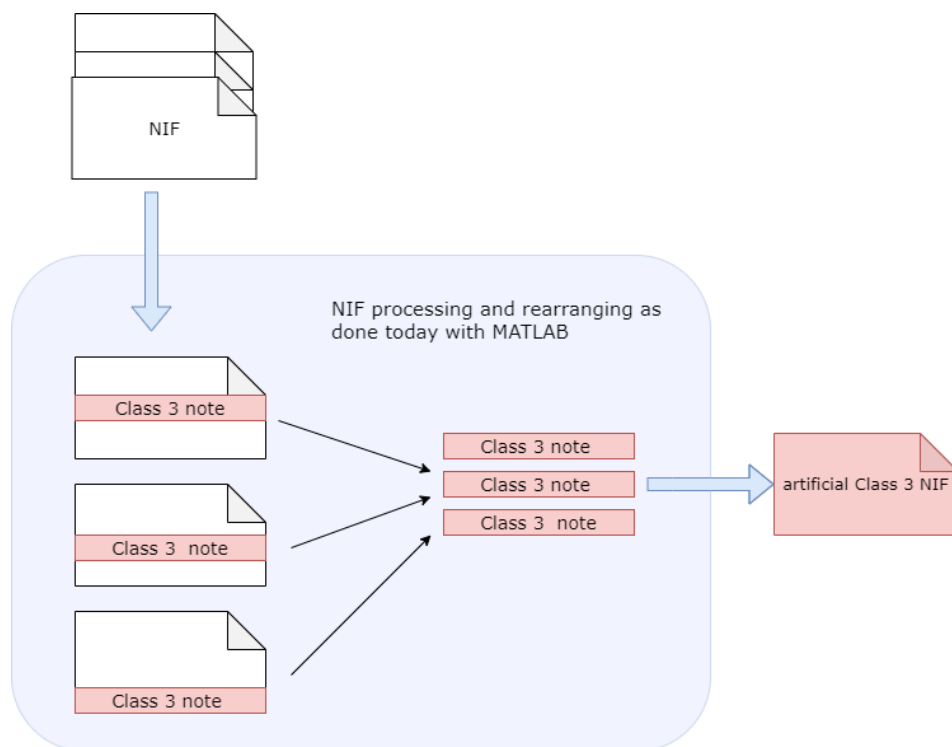 NIF
NIF processing and rearranging as
done today with MATLAB
Class 3 note
Class 3 note
Class 3 note
Class 3 note
Class 3 note
Class 3 note
artificial Class 3 NIF